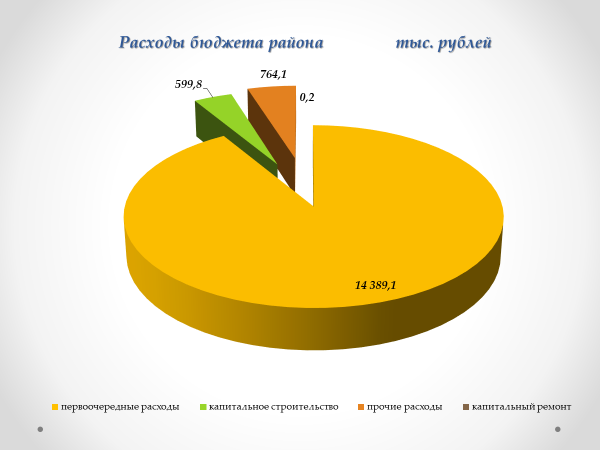 Расходы бюджета района тыс. рублей
764,1
599,8
0,2
14 389,1
первоочередные расходы капитальное строительство прочие расходы капитальный ремонт